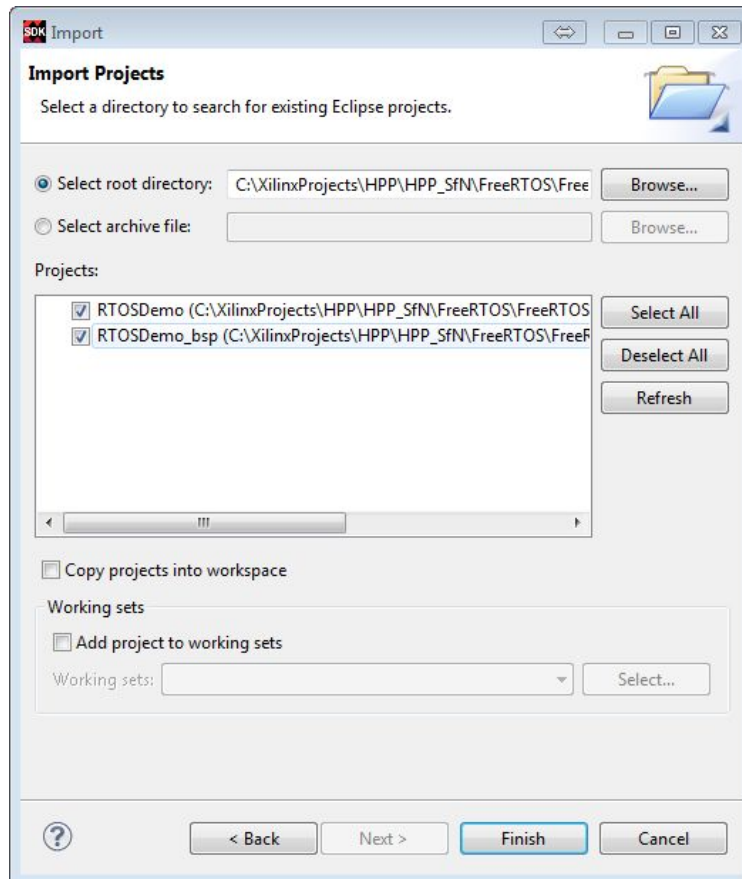 SDK Import
Import Projects
Select a directory to search for existing Eclipse projects.
Select root directory: C:\XilinxProjects\HPP\HPP_SfN\FreeRTOS\Free Browse...
Select archive file: Browse...
Projects:
RTOSDemo (C:\XilinxProjects\HPP\HPP_SfN\FreeRTOS\FreeRTOS Select All
RTOSDemo_bsp (C:\XilinxProjects\HPP\HPP_SfN\FreeRTOS\FreeR
Deselect All
Refresh
Copy projects into workspace
Working sets
Add project to working sets
Working sets: Select...
? < Back Next > Finish Cancel